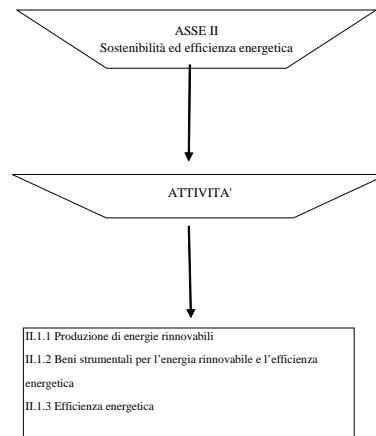 ASSE II
Sostenibilità ed efficienza energetica
ATTIVITA'
II.1.1 Produzione di energie rinnovabili
II.1.2 Beni strumentali per l'energia rinnovabile e l'efficienza
energetica
II.1.3 Efficienza energetica